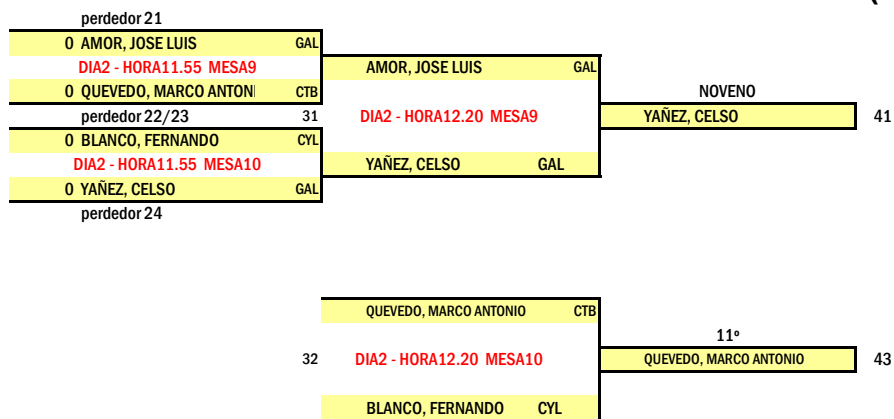 perdedor 21
0 AMOR, JOSE LUIS GAL
DIA2 - HORA11.55 MESA9
AMOR, JOSE LUIS GAL
0 QUEVEDO, MARCO ANTONI CTB
NOVENO
perdedor 22/23 31
DIA2 - HORA12.20 MESA9
YAÑEZ, CELSO 41
0 BLANCO, FERNANDO CYL
DIA2 - HORA11.55 MESA10
YAÑEZ, CELSO GAL
0 YAÑEZ, CELSO GAL
perdedor 24
QUEVEDO, MARCO ANTONIO CTB
11º
32 DIA2 - HORA12.20 MESA10
QUEVEDO, MARCO ANTONIO 43
BLANCO, FERNANDO CYL